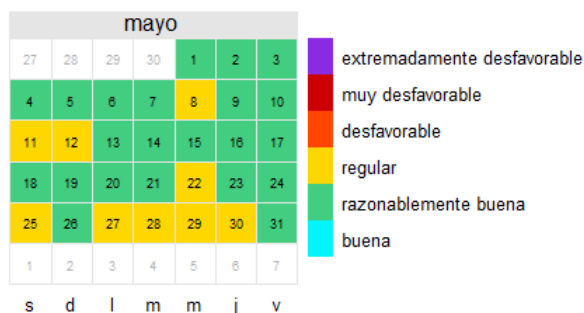 mayo
27 28 29 30 1 2 3
4 5 6 7 8 9 10
11 12 13 14 15 16 17
18 19 20 21 22 23 24
25 26 27 28 29 30 31
1 2 3 4 5 6 7
s d l m m j v
extremadamente desfavorable
muy desfavorable
desfavorable
regular
razonablemente buena
buena